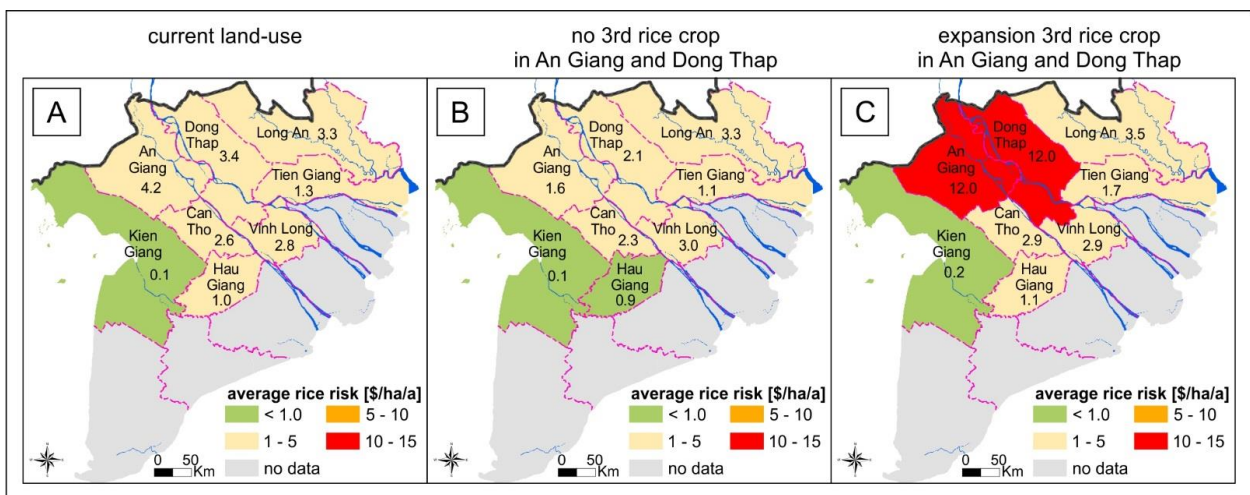 current land-use
no 3rd rice crop
in An Giang and Dong Thap
expansion 3rd rice crop
in An Giang and Dong Thap
A
Dong
Thap
3.4
Long An 3.3
An
Giang
4.2
Tien Giang
1.3
Can
Tho
2.6
Vinh Long
2.8
Kien
Giang
0.1
Hau
Giang
1.0
average rice risk [$/ha/a]
< 1.0
5 - 10
1 - 5
10 - 15
no data
0 50
Km
B
Dong
Thap
2.1
Long An 3.3
An
Giang
1.6
Tien Giang
1.1
Can
Tho
2.3
Vinh Long
3.0
Kien
Giang
0.1
Hau
Giang
0.9
average rice risk [$/ha/a]
< 1.0
5 - 10
1 - 5
10 - 15
no data
0 50
Km
C
Dong
Thap
12.0
Long An 3.5
An
Giang
12.0
Tien Giang
1.7
Can
Tho
2.9
Vinh Long
2.9
Kien
Giang
0.2
Hau
Giang
1.1
average rice risk [$/ha/a]
< 1.0
5 - 10
1 - 5
10 - 15
no data
0 50
Km